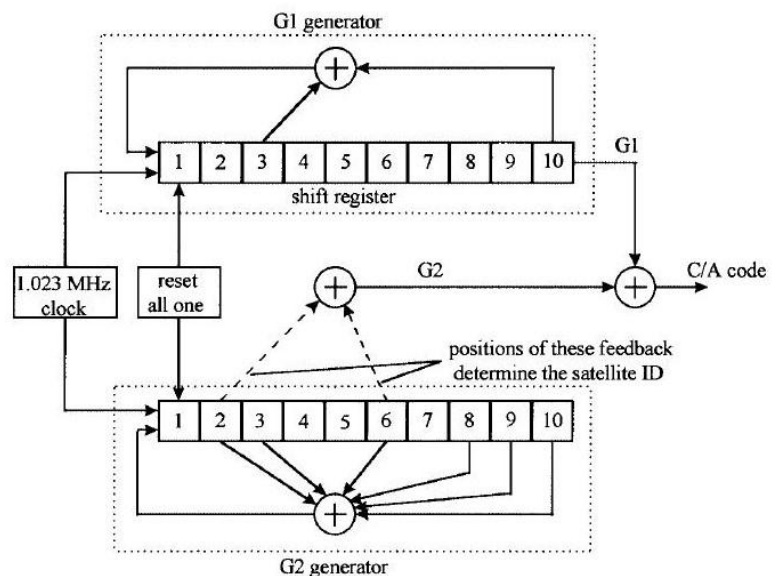 G1 generator
1 2 3 4 5 6 7 8 9 10
G1
shift register
1.023 MHz
clock
reset
all one
G2
C/A code
positions of these feedback
determine the satellite ID
1 2 3 4 5 6 7 8 9 10
G2 generator